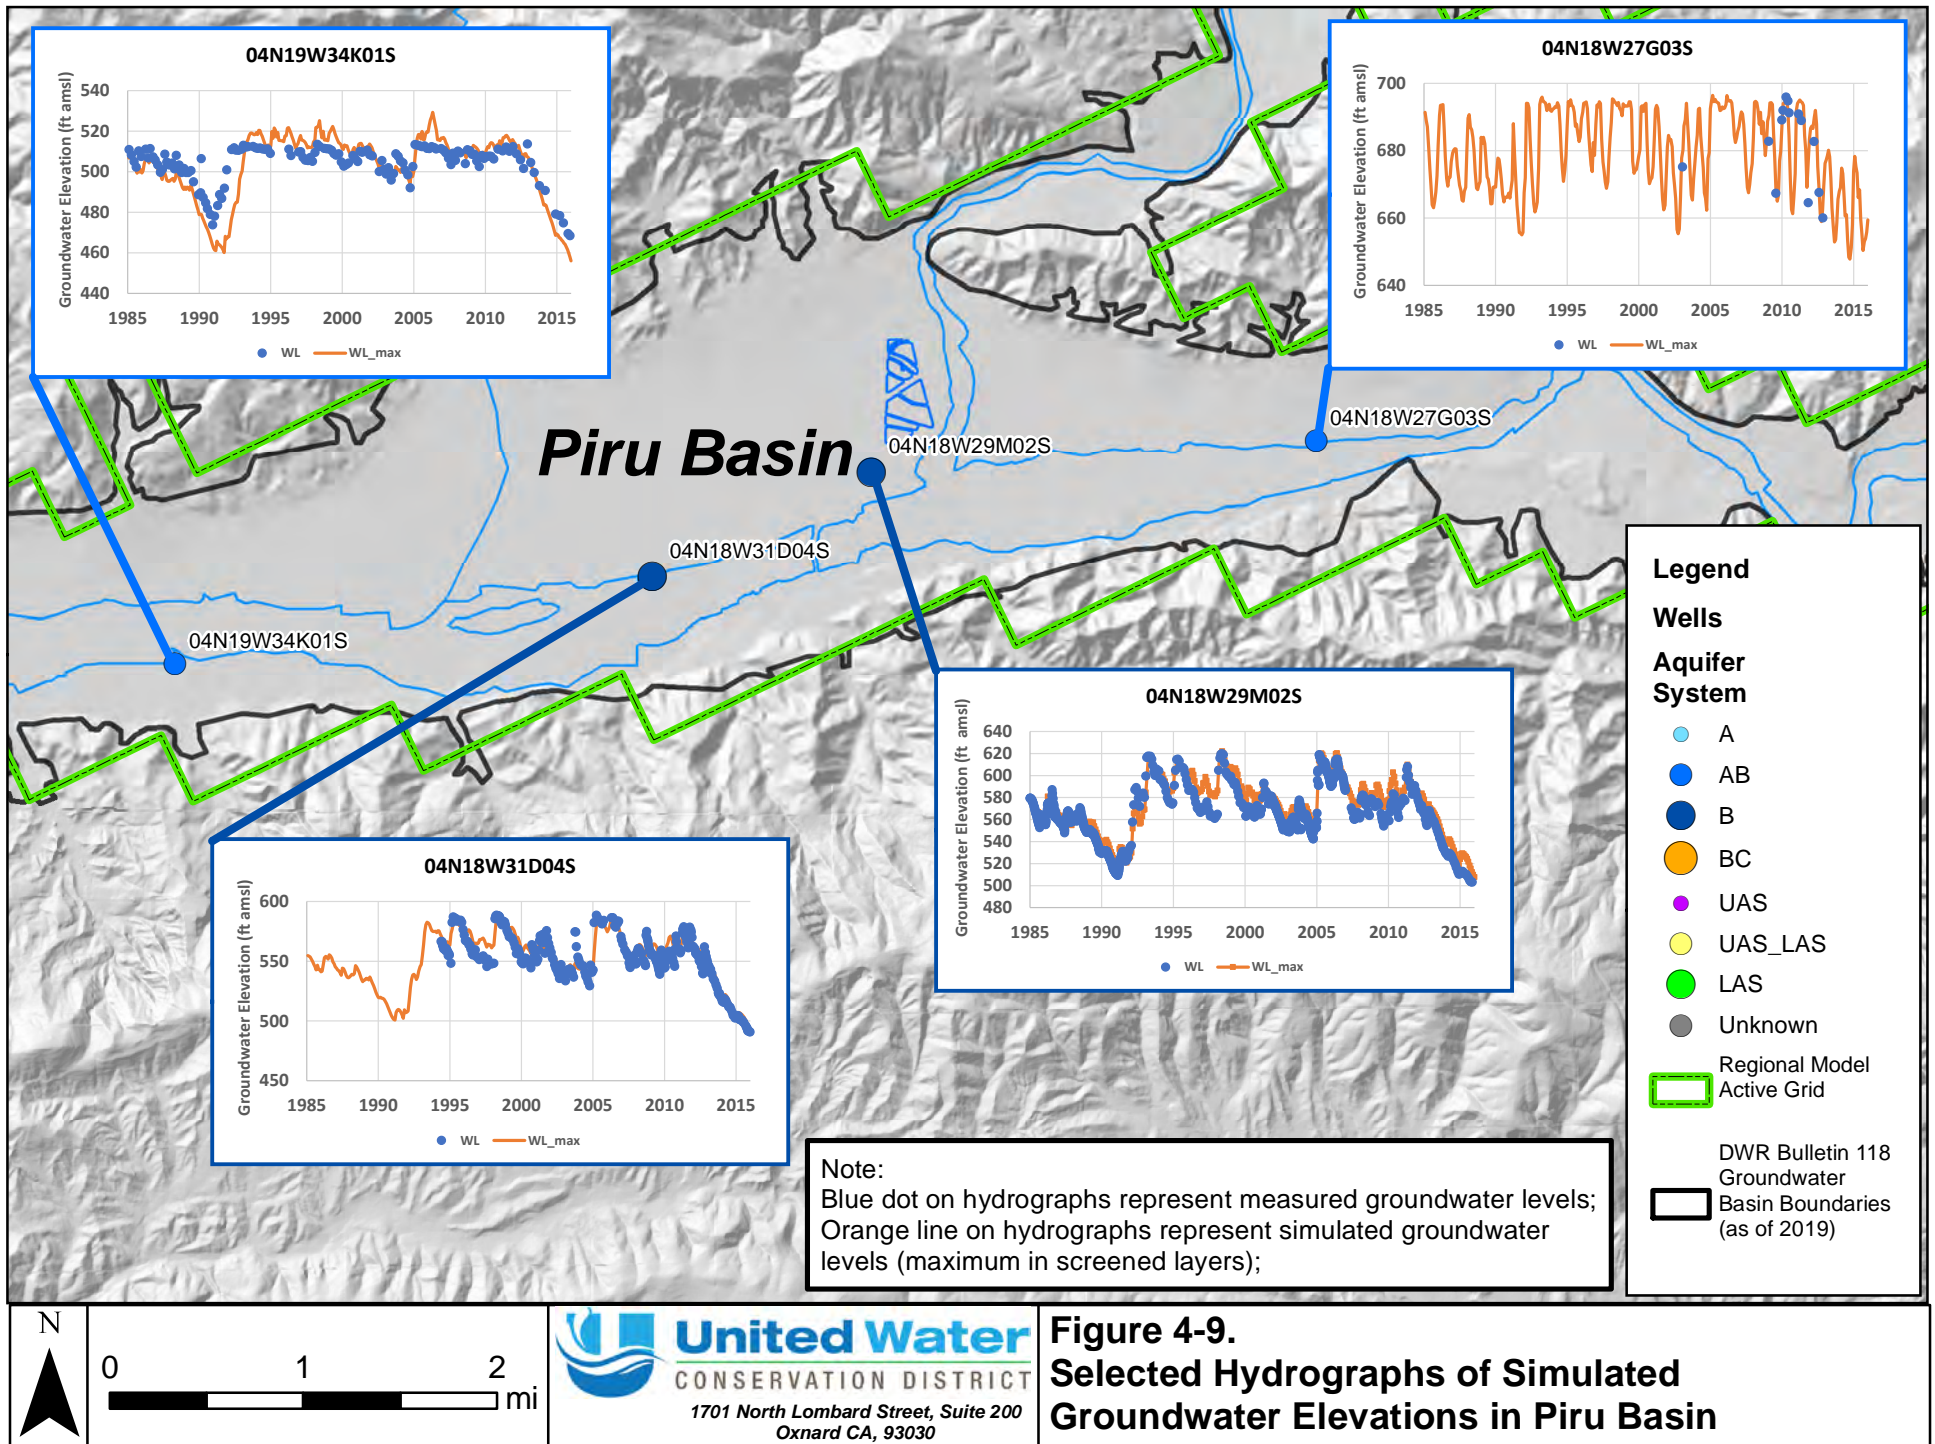 04N19W34K01S
Groundwater Elevation (ft amsl)
540
520
500
480
460
440
1985 1990 1995 2000 2005 2010 2015
WL WL_max
04N18W27G03S
Groundwater Elevation (ft amsl)
700
680
660
640
1985 1990 1995 2000 2005 2010 2015
WL WL_max
Piru Basin
04N18W29M02S
04N18W27G03S
04N18W31D04S
04N19W34K01S
04N18W29M02S
Groundwater Elevation (ft amsl)
640
620
600
580
560
540
520
500
480
1985 1990 1995 2000 2005 2010 2015
WL WL_max
04N18W31D04S
Groundwater Elevation (ft amsl)
600
550
500
450
1985 1990 1995 2000 2005 2010 2015
WL WL_max
Legend
Wells
Aquifer
System
A
AB
B
BC
UAS
UAS_LAS
LAS
Unknown
Regional Model
Active Grid
DWR Bulletin 118
Groundwater
Basin Boundaries
(as of 2019)
Note:
Blue dot on hydrographs represent measured groundwater levels;
Orange line on hydrographs represent simulated groundwater
levels (maximum in screened layers);
N
0 1 2
mi
United Water
CONSERVATION DISTRICT
1701 North Lombard Street, Suite 200
Oxnard CA, 93030
Figure 4-9.
Selected Hydrographs of Simulated
Groundwater Elevations in Piru Basin